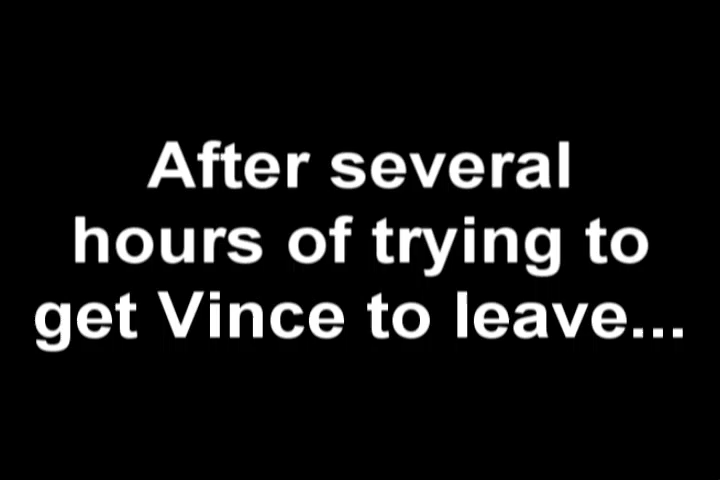 After several
hours of trying to
get Vince to leave...